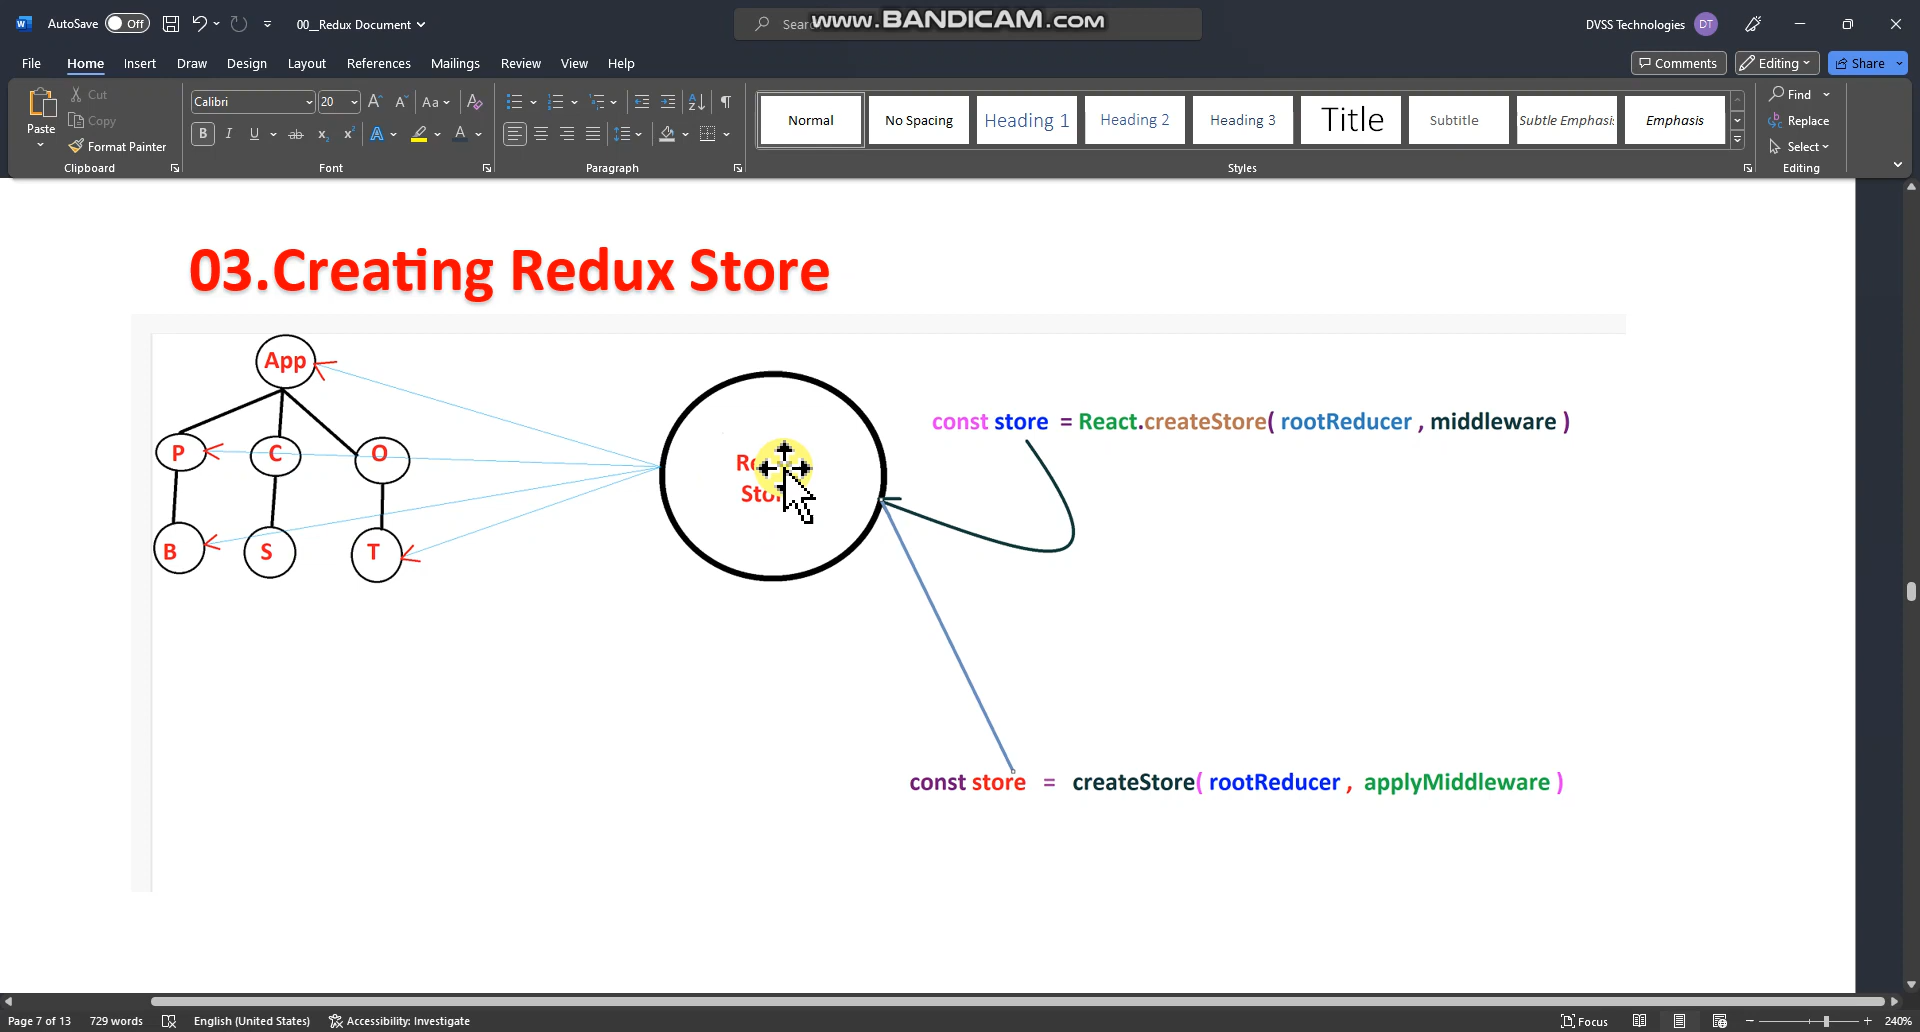 AutoSave Off 00__Redux Document
www.BANDICAM.com
DVSS Technologies DT
File Home Insert Draw Design Layout References Mailings Review View Help
Comments Editing Share
Paste Cut Copy Format Painter
Clipboard
Calibri 20
Font
Paragraph
Normal No Spacing Heading 1 Heading 2 Heading 3 Title Subtitle Subtle Emphasis Emphasis
Styles
Find
Replace
Select
Editing
03.Creating Redux Store
App
P C O
B S T
const store = React.createStore( rootReducer , middleware )
const store = createStore( rootReducer , applyMiddleware )
Page 7 of 13 729 words English (United States) Accessibility: Investigate Focus 240%